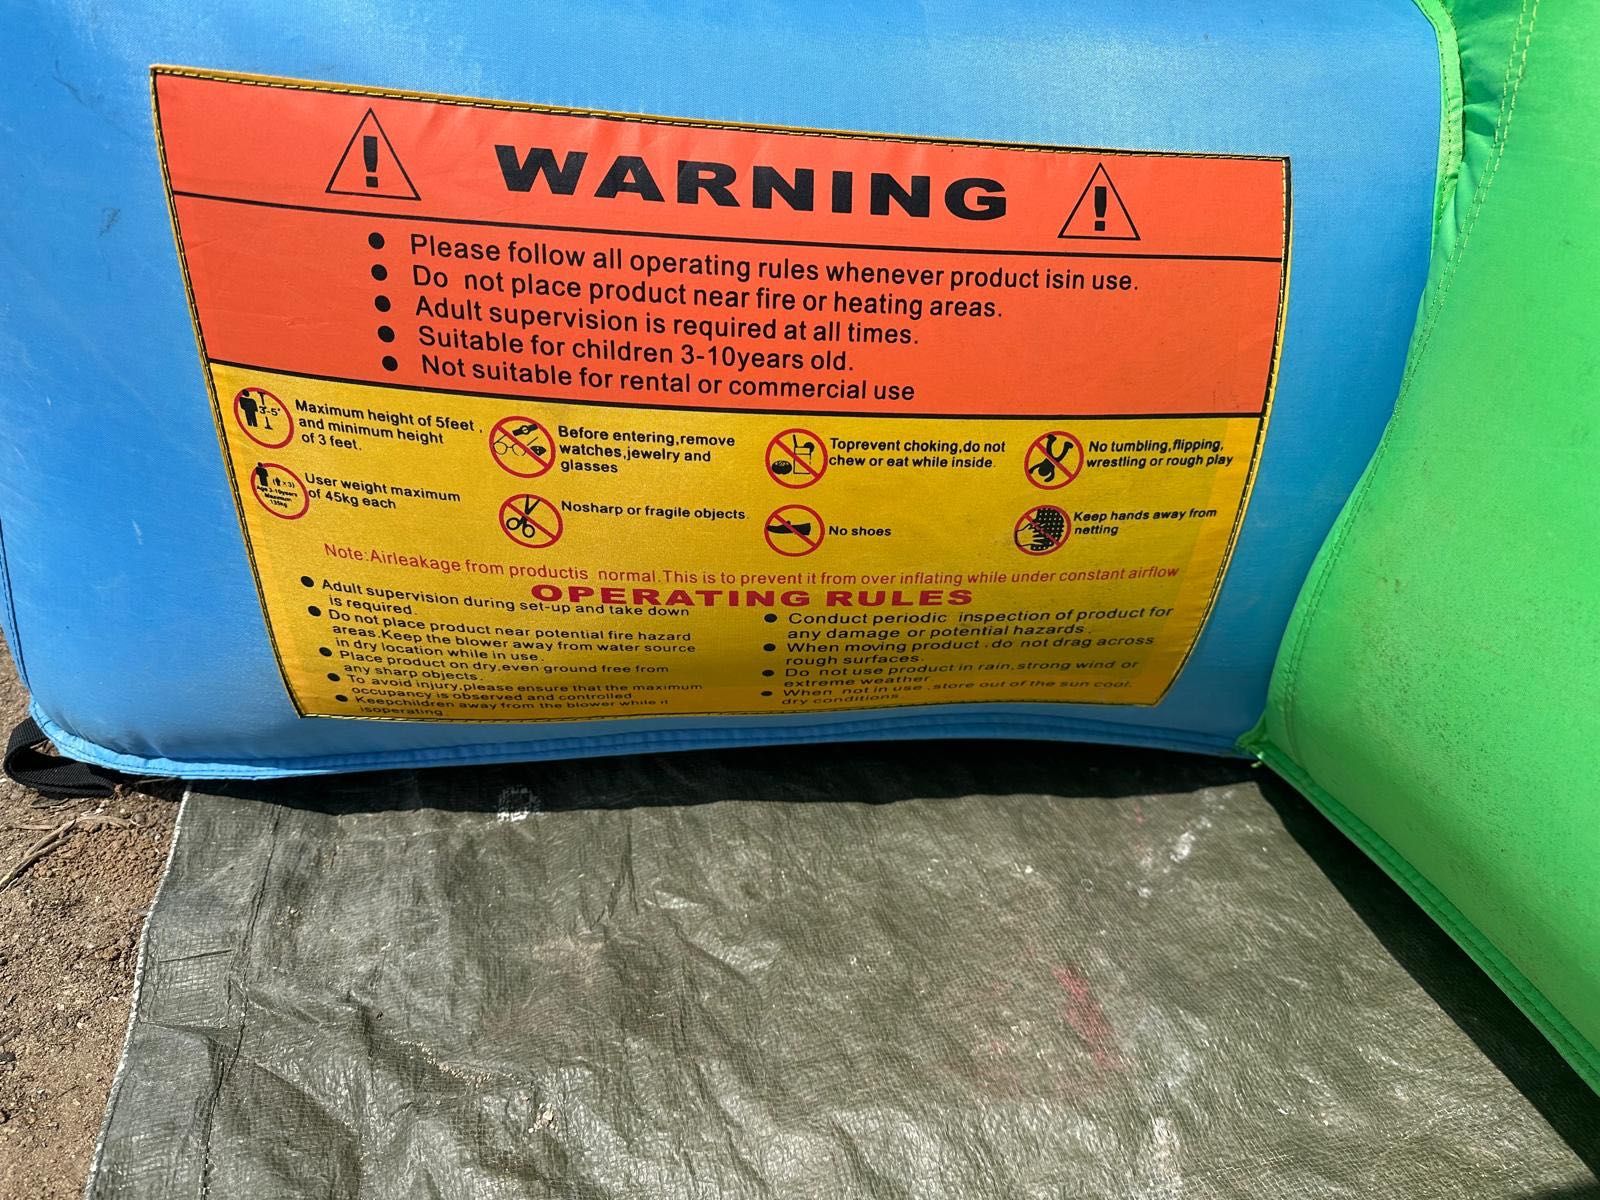 WARNING
Please follow all operating rules whenever product isin use.
Do not place product near fire or heating areas.
Adult supervision is required at all times.
Suitable for children 3-10years old.
Not suitable for rental or commercial use
3'-5'
Maximum height of 5feet ,
and minimum height
of 3 feet.
Before entering,remove
watches,jewelry and
glasses
Toprevent choking,do not
chew or eat while inside.
No tumbling,flipping,
wrestling or rough play
Age 3-10years
Maximum
135kg
User weight maximum
of 45kg each
Nosharp or fragile objects.
No shoes
Keep hands away from
netting
Note:Airleakage from productis normal.This is to prevent it from over inflating while under constant airflow
OPERATING RULES
Adult supervision during set-up and take down
is required.
Do not place product near potential fire hazard
areas.Keep the blower away from water source
in dry location while in use.
Place product on dry,even ground free from
any sharp objects.
To avoid injury,please ensure that the maximum
occupancy is observed and controlled
Keepchildren away from the blower while it
isoperating.
Conduct periodic inspection of product for
any damage or potential hazards.
When moving product , do not drag across
rough surfaces.
Do not use product in rain,strong wind or
extreme weather.
When not in use ,store out of the sun cool,
dry conditions